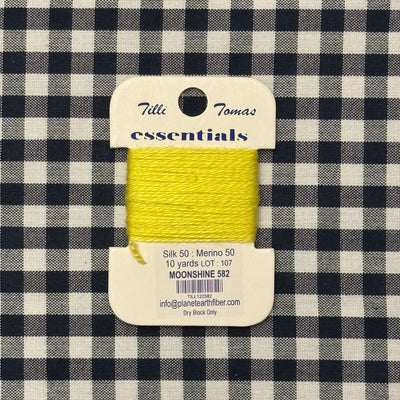 Tilli Tomas
essentials
Silk 50 : Merino 50
10 yards LOT : 107
MOONSHINE 582
TILL122582
info@planetearthfiber.com
Dry Block Only